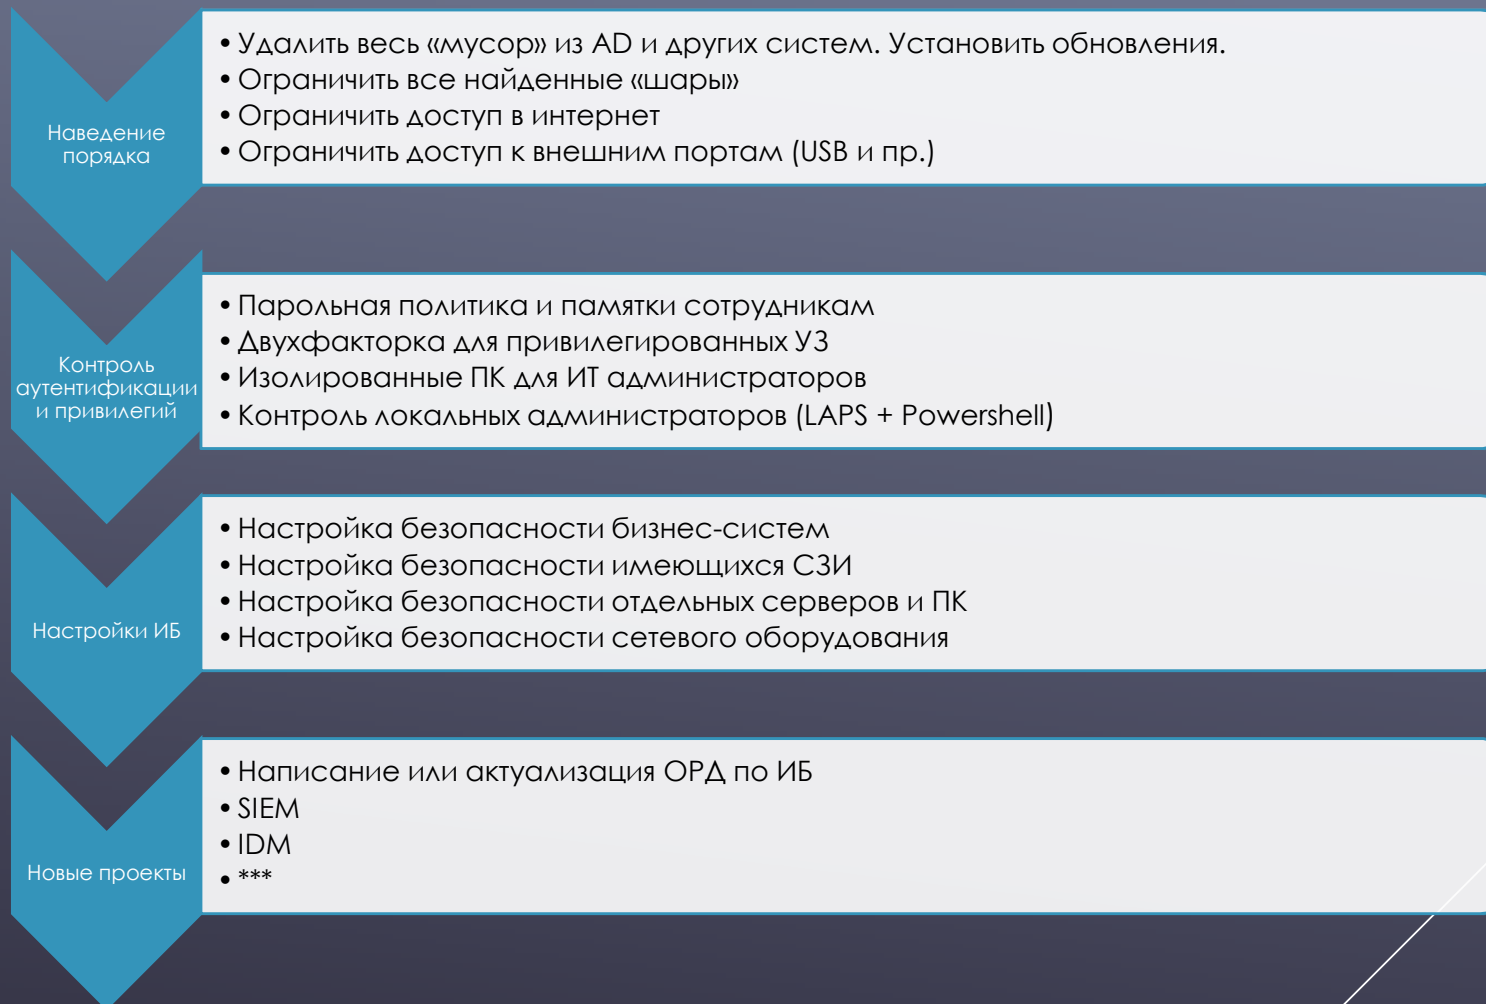 Наведение
порядка
• Удалить весь «мусор» из AD и других систем. Установить обновления.
• Ограничить все найденные «шары»
• Ограничить доступ в интернет
• Ограничить доступ к внешним портам (USB и пр.)
Контроль
аутентификации
и привилегий
• Парольная политика и памятки сотрудникам
• Двухфакторка для привилегированных УЗ
• Изолированные ПК для ИТ администраторов
• Контроль локальных администраторов (LAPS + Powershell)
Настройки ИБ
• Настройка безопасности бизнес-систем
• Настройка безопасности имеющихся СЗИ
• Настройка безопасности отдельных серверов и ПК
• Настройка безопасности сетевого оборудования
Новые проекты
• Написание или актуализация ОРД по ИБ
• SIEM
• IDM
• ***